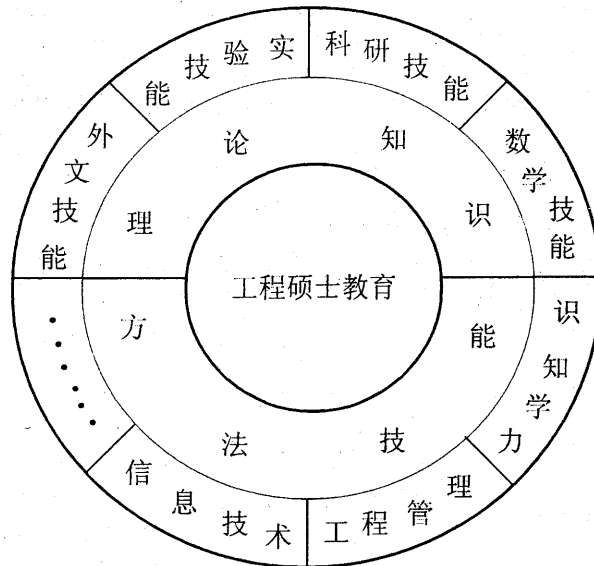 实验技能
科研技能
数学技能
力学知识
工程管理
信息技术
......
外文技能
理论知识
方法技能
工程硕士教育